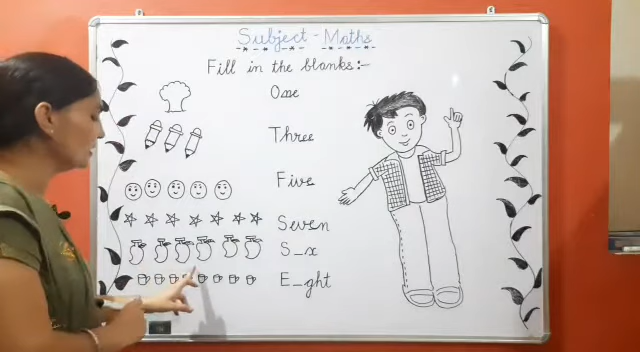 Subject - Maths
Fill in the blanks:-
One
Three
Five
Seven
S_x
E_ght